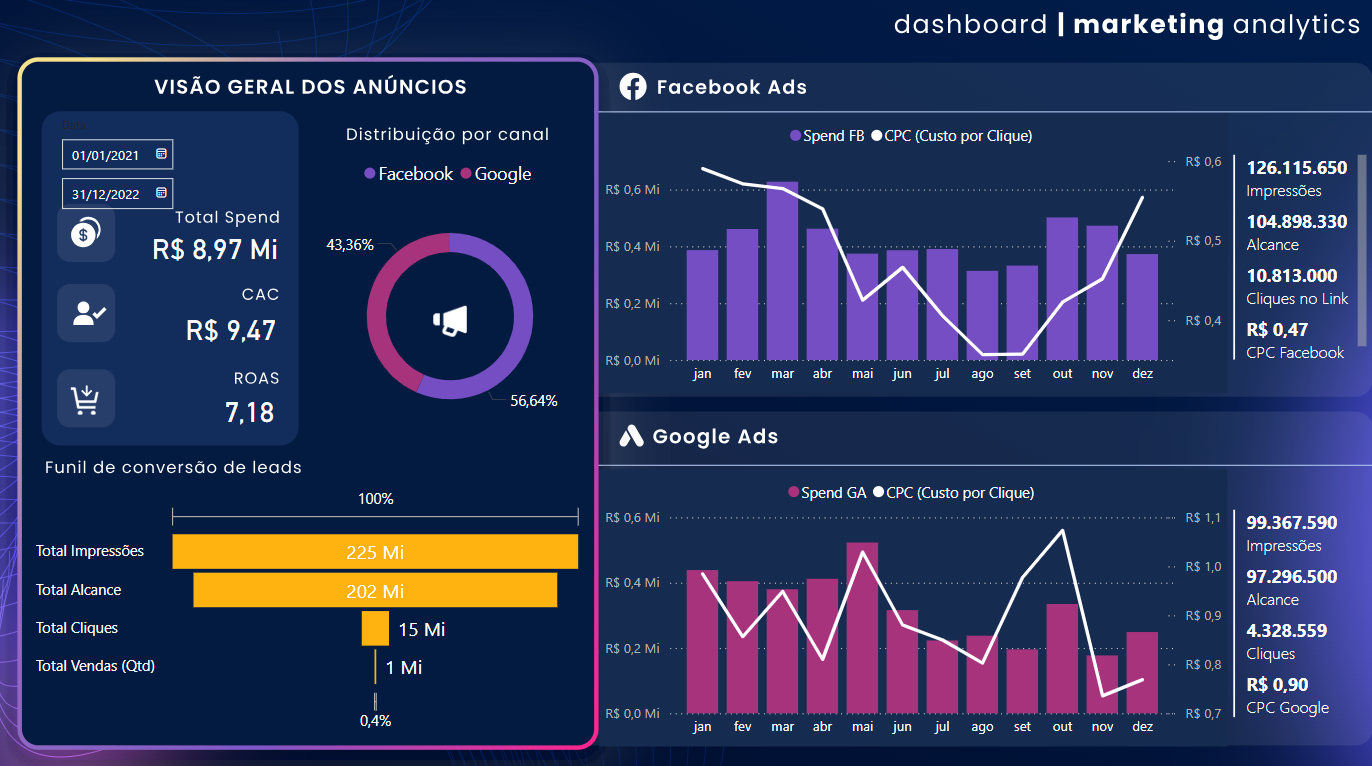 dashboard | marketing analytics
VISÃO GERAL DOS ANÚNCIOS
Data
01/01/2021
31/12/2022
Total Spend
R$ 8,97 Mi
CAC
R$ 9,47
ROAS
7,18
Distribuição por canal
Facebook Google
43,36%
56,64%
Funil de conversão de leads
100%
Total Impressões 225 Mi
Total Alcance 202 Mi
Total Cliques 15 Mi
Total Vendas (Qtd) 1 Mi
0,4%
Facebook Ads
Spend FB CPC (Custo por Clique)
R$ 0,6 Mi
R$ 0,4 Mi
R$ 0,2 Mi
R$ 0,0 Mi
R$ 0,6
R$ 0,5
R$ 0,4
jan fev mar abr mai jun jul ago set out nov dez
126.115.650
Impressões
104.898.330
Alcance
10.813.000
Cliques no Link
R$ 0,47
CPC Facebook
Google Ads
Spend GA CPC (Custo por Clique)
R$ 0,6 Mi
R$ 0,4 Mi
R$ 0,2 Mi
R$ 0,0 Mi
R$ 1,1
R$ 1,0
R$ 0,9
R$ 0,8
R$ 0,7
jan fev mar abr mai jun jul ago set out nov dez
99.367.590
Impressões
97.296.500
Alcance
4.328.559
Cliques
R$ 0,90
CPC Google